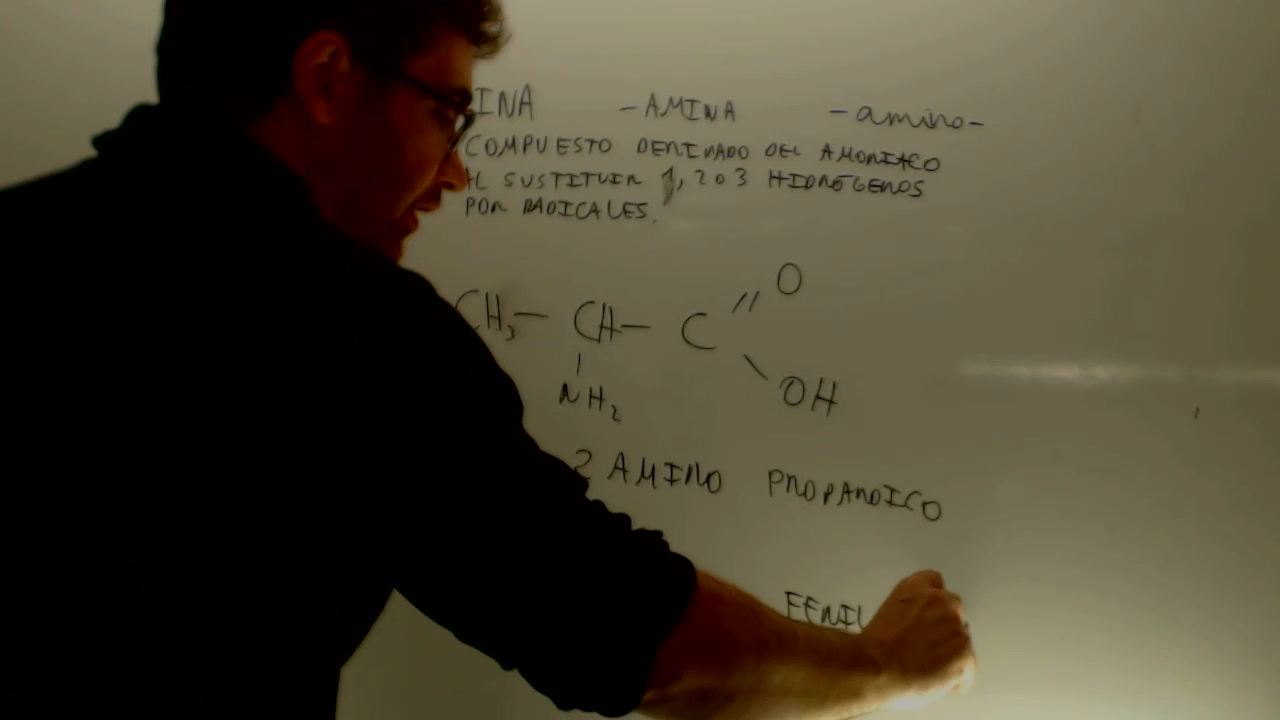 INA -AMINA -amino-
COMPUESTO DERIVADO DEL AMONIACO
AL SUSTITUIR 1, 2 o 3 HIDRÓGENOS
POR RADICALES.
O
CH3- CH- C
NH2 OH
2 AMINO PROPANOICO
FENIL